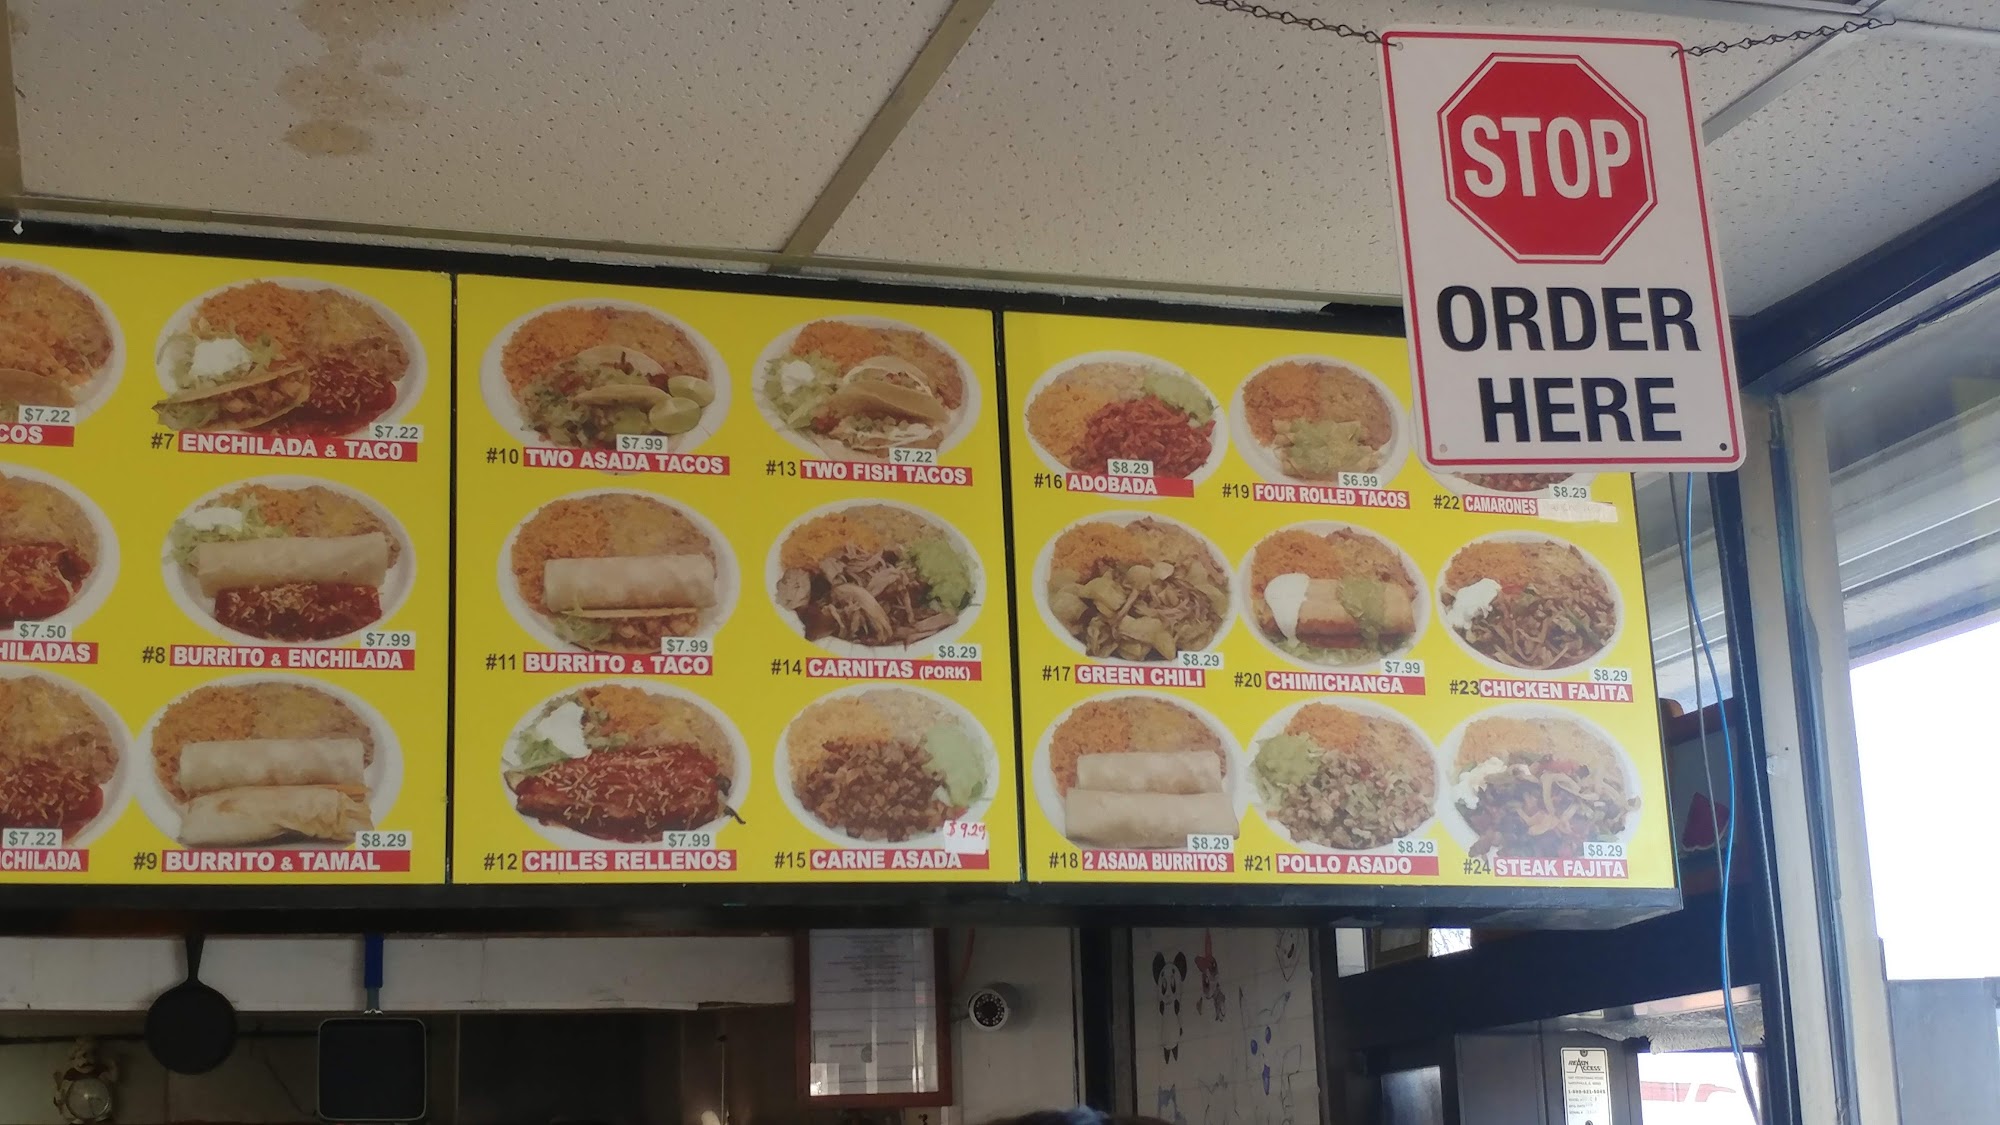 STOP
ORDER
HERE
$7.22
COS
$7.50
HILADAS
$7.22
CHILADA
$7.22
#7 ENCHILADA & TACO
$7.99
#8 BURRITO & ENCHILADA
$8.29
#9 BURRITO & TAMAL
$7.99
#10 TWO ASADA TACOS
$7.99
#11 BURRITO & TACO
$7.99
#12 CHILES RELLENOS
$7.22
#13 TWO FISH TACOS
$8.29
#14 CARNITAS (PORK)
$9.29
#15 CARNE ASADA
$8.29
#16 ADOBADA
$8.29
#17 GREEN CHILI
$8.29
#18 2 ASADA BURRITOS
$6.99
#19 FOUR ROLLED TACOS
$7.99
#20 CHIMICHANGA
$8.29
#21 POLLO ASADO
$8.29
#22 CAMARONES
$8.29
#23 CHICKEN FAJITA
$8.29
#24 STEAK FAJITA